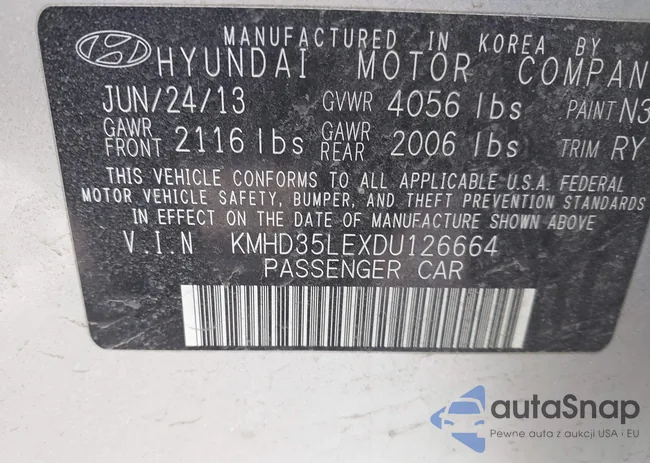 MANUFACTURED IN KOREA BY
HYUNDAI MOTOR COMPAN
JUN/24/13 GVWR 4056 lbs PAINT N3
GAWR FRONT 2116 lbs GAWR REAR 2006 lbs TRIM RY
THIS VEHICLE CONFORMS TO ALL APPLICABLE U.S.A. FEDERAL
MOTOR VEHICLE SAFETY, BUMPER, AND THEFT PREVENTION STANDARDS
IN EFFECT ON THE DATE OF MANUFACTURE SHOWN ABOVE
V.I.N KMHD35LEXDU126664
PASSENGER CAR
autaSnap
Pewne auta z aukcji USA i EU